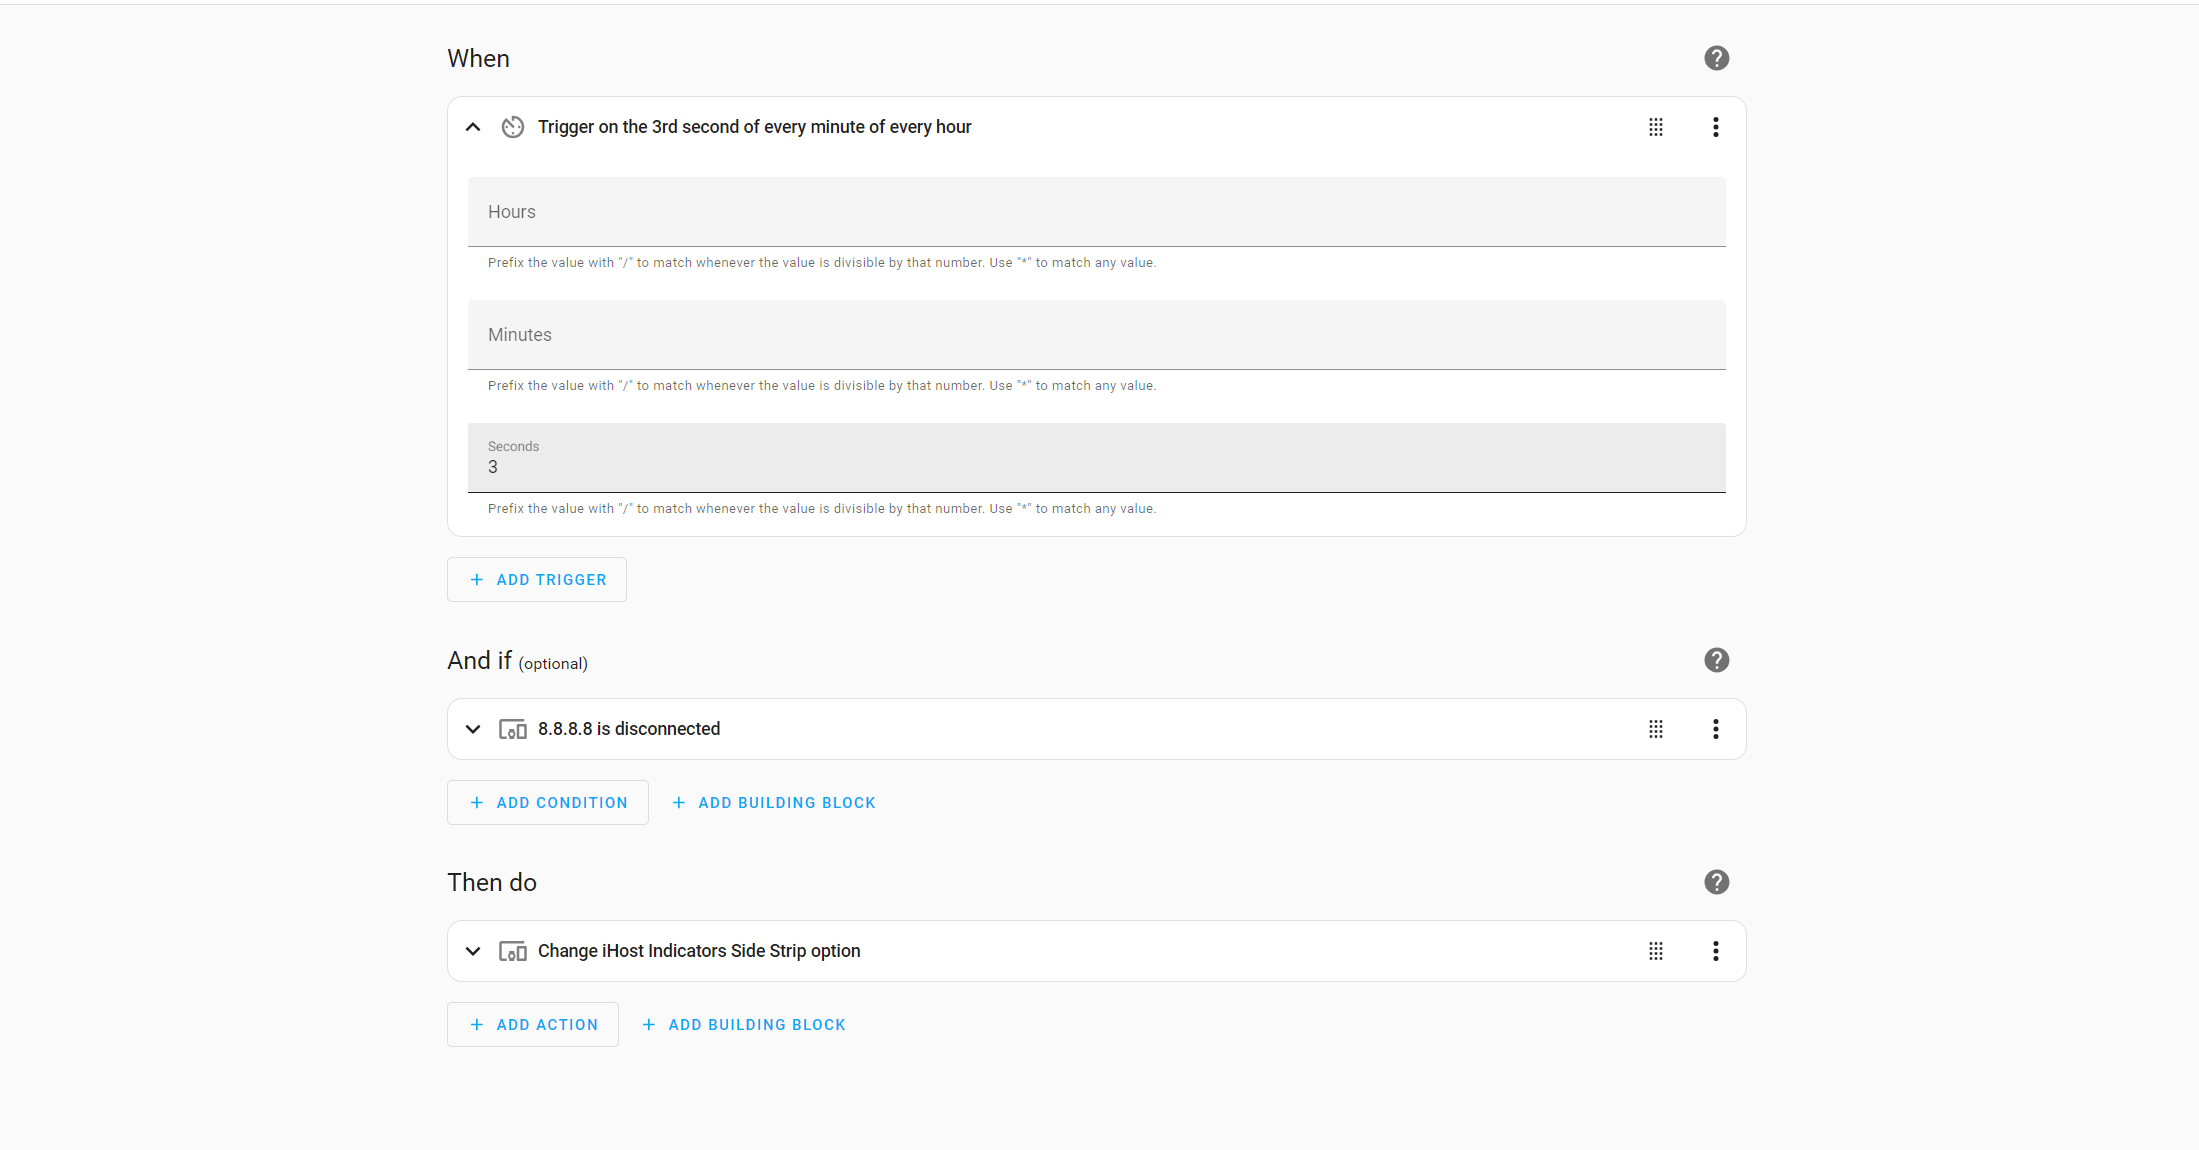 When
Trigger on the 3rd second of every minute of every hour
Hours
Prefix the value with "/" to match whenever the value is divisible by that number. Use "*" to match any value.
Minutes
Prefix the value with "/" to match whenever the value is divisible by that number. Use "*" to match any value.
Seconds
3
Prefix the value with "/" to match whenever the value is divisible by that number. Use "*" to match any value.
+ ADD TRIGGER
And if (optional)
8.8.8.8 is disconnected
+ ADD CONDITION + ADD BUILDING BLOCK
Then do
Change iHost Indicators Side Strip option
+ ADD ACTION + ADD BUILDING BLOCK